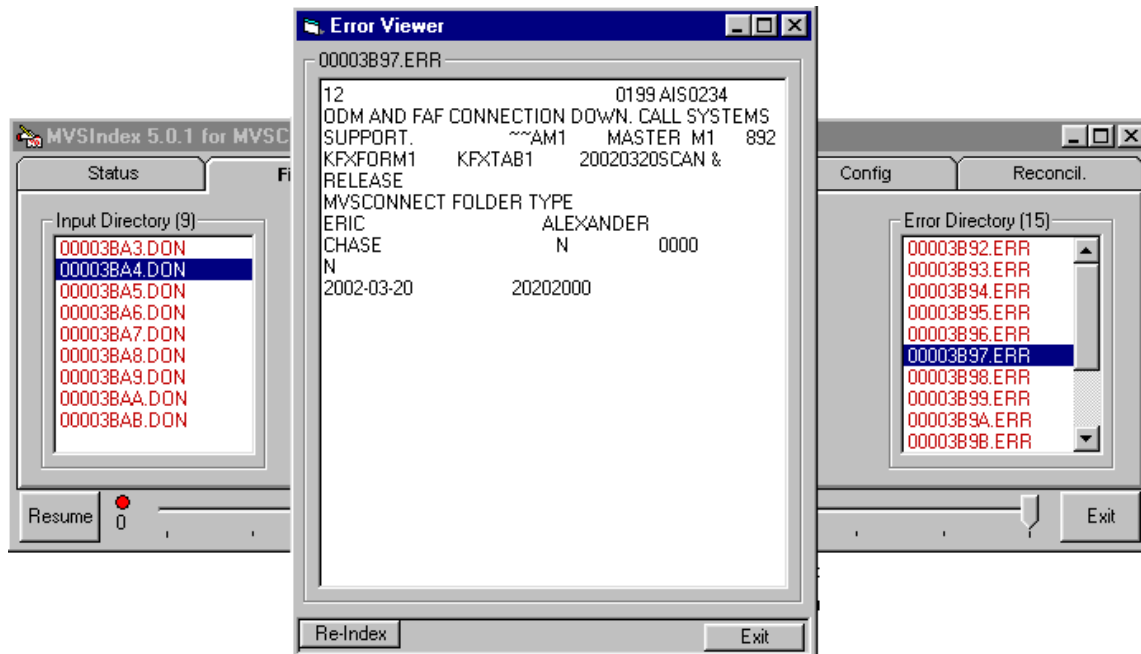 Error Viewer
00003B97.ERR
12 0199 AIS0234
ODM AND FAF CONNECTION DOWN. CALL SYSTEMS
SUPPORT. ~~AM1 MASTER M1 892
KFXFORM1 KFXTAB1 20020320SCAN &
RELEASE
MVSCONNECT FOLDER TYPE
ERIC ALEXANDER
CHASE N 0000
N
2002-03-20 20202000
Re-Index Exit
MVSIndex 5.0.1 for MVSC
Status Fi Config Reconcil.
Input Directory (9)
00003BA3.DON
00003BA4.DON
00003BA5.DON
00003BA6.DON
00003BA7.DON
00003BA8.DON
00003BA9.DON
00003BAA.DON
00003BAB.DON
Error Directory (15)
00003B92.ERR
00003B93.ERR
00003B94.ERR
00003B95.ERR
00003B96.ERR
00003B97.ERR
00003B98.ERR
00003B99.ERR
00003B9A.ERR
00003B9B.ERR
Resume 0 Exit